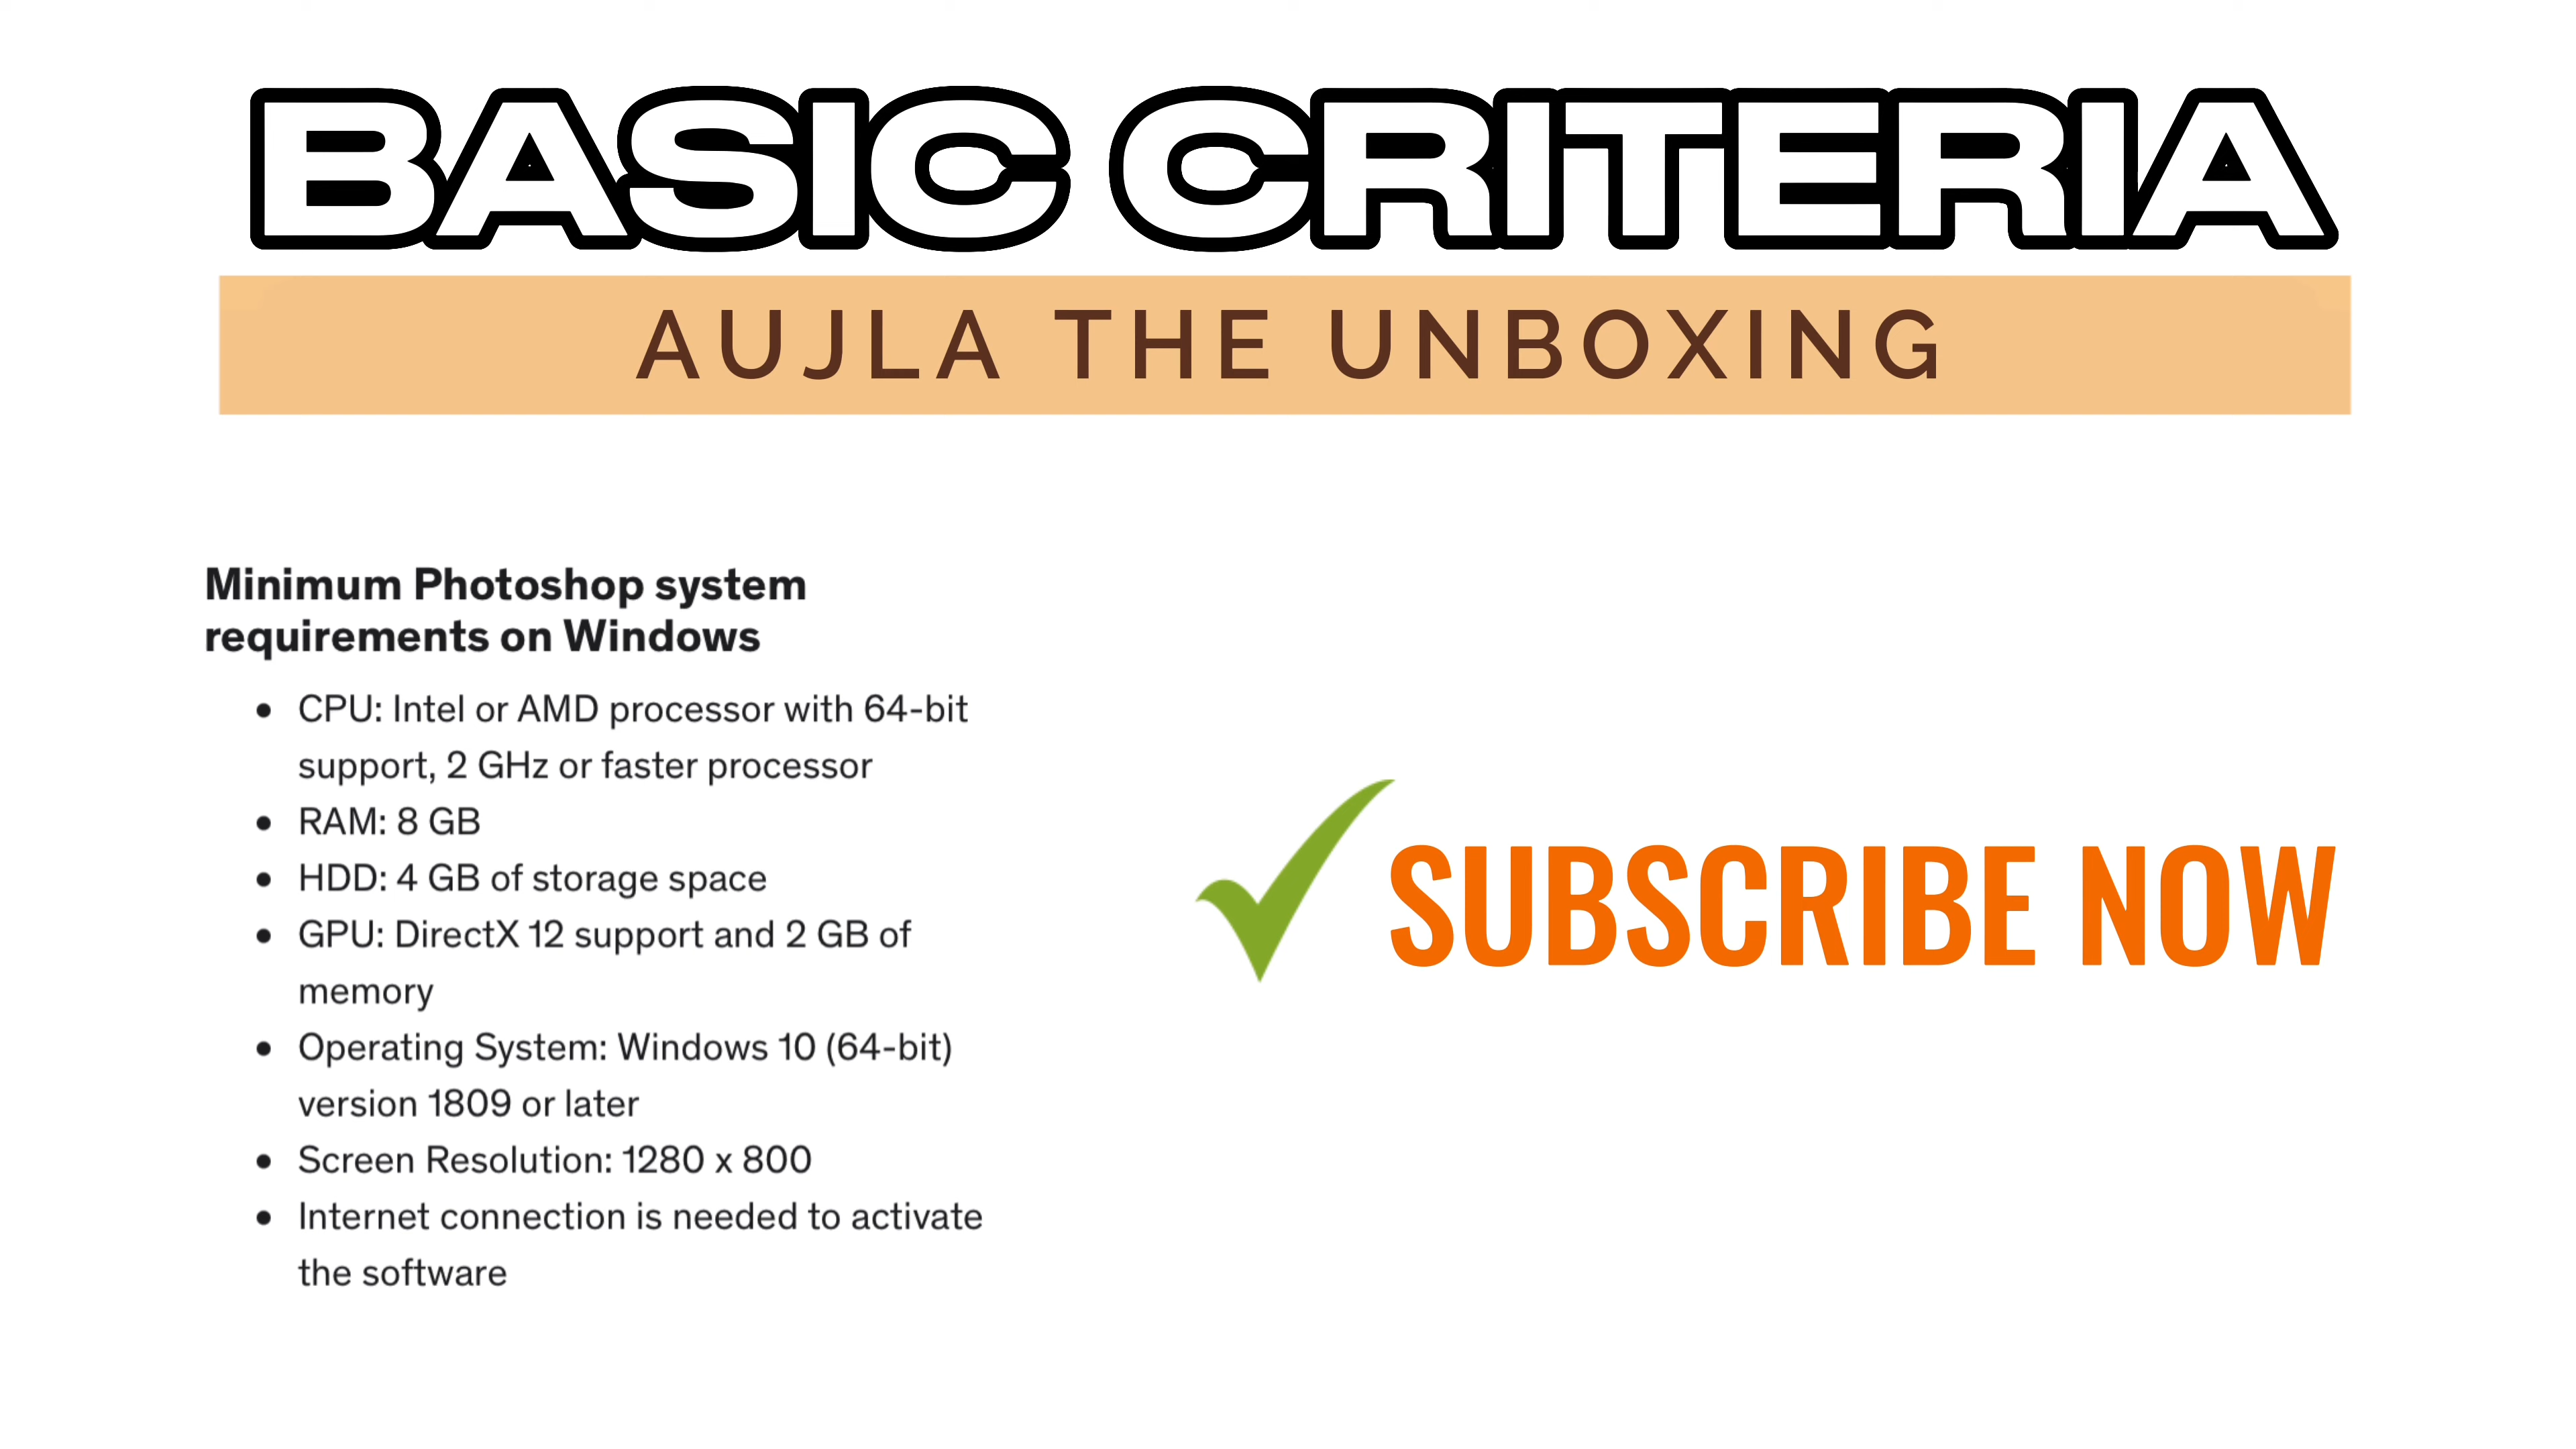 BASIC CRITERIA
AUJLA THE UNBOXING
Minimum Photoshop system
requirements on Windows
• CPU: Intel or AMD processor with 64-bit
support, 2 GHz or faster processor
• RAM: 8 GB
• HDD: 4 GB of storage space
• GPU: DirectX 12 support and 2 GB of
memory
• Operating System: Windows 10 (64-bit)
version 1809 or later
• Screen Resolution: 1280 x 800
• Internet connection is needed to activate
the software
SUBSCRIBE NOW